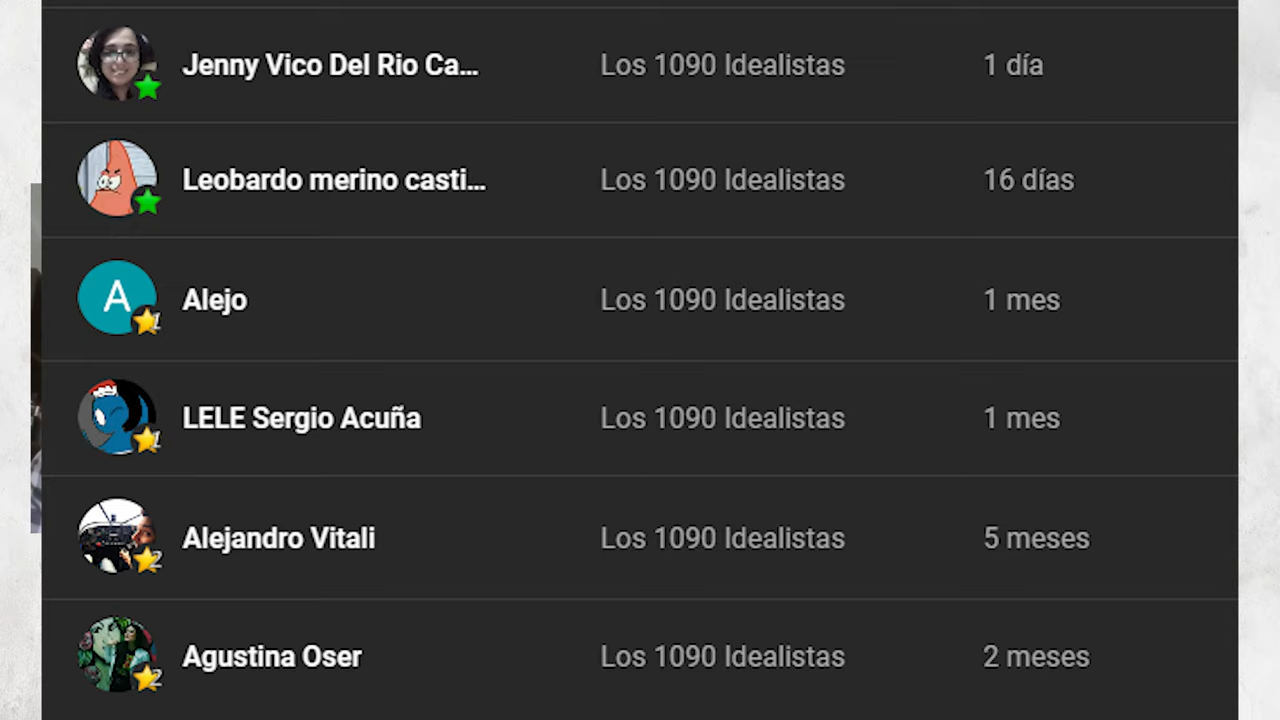 Jenny Vico Del Rio Ca... Los 1090 Idealistas 1 día
Leobardo merino casti... Los 1090 Idealistas 16 días
A Alejo Los 1090 Idealistas 1 mes
LELE Sergio Acuña Los 1090 Idealistas 1 mes
Alejandro Vitali Los 1090 Idealistas 5 meses
Agustina Oser Los 1090 Idealistas 2 meses